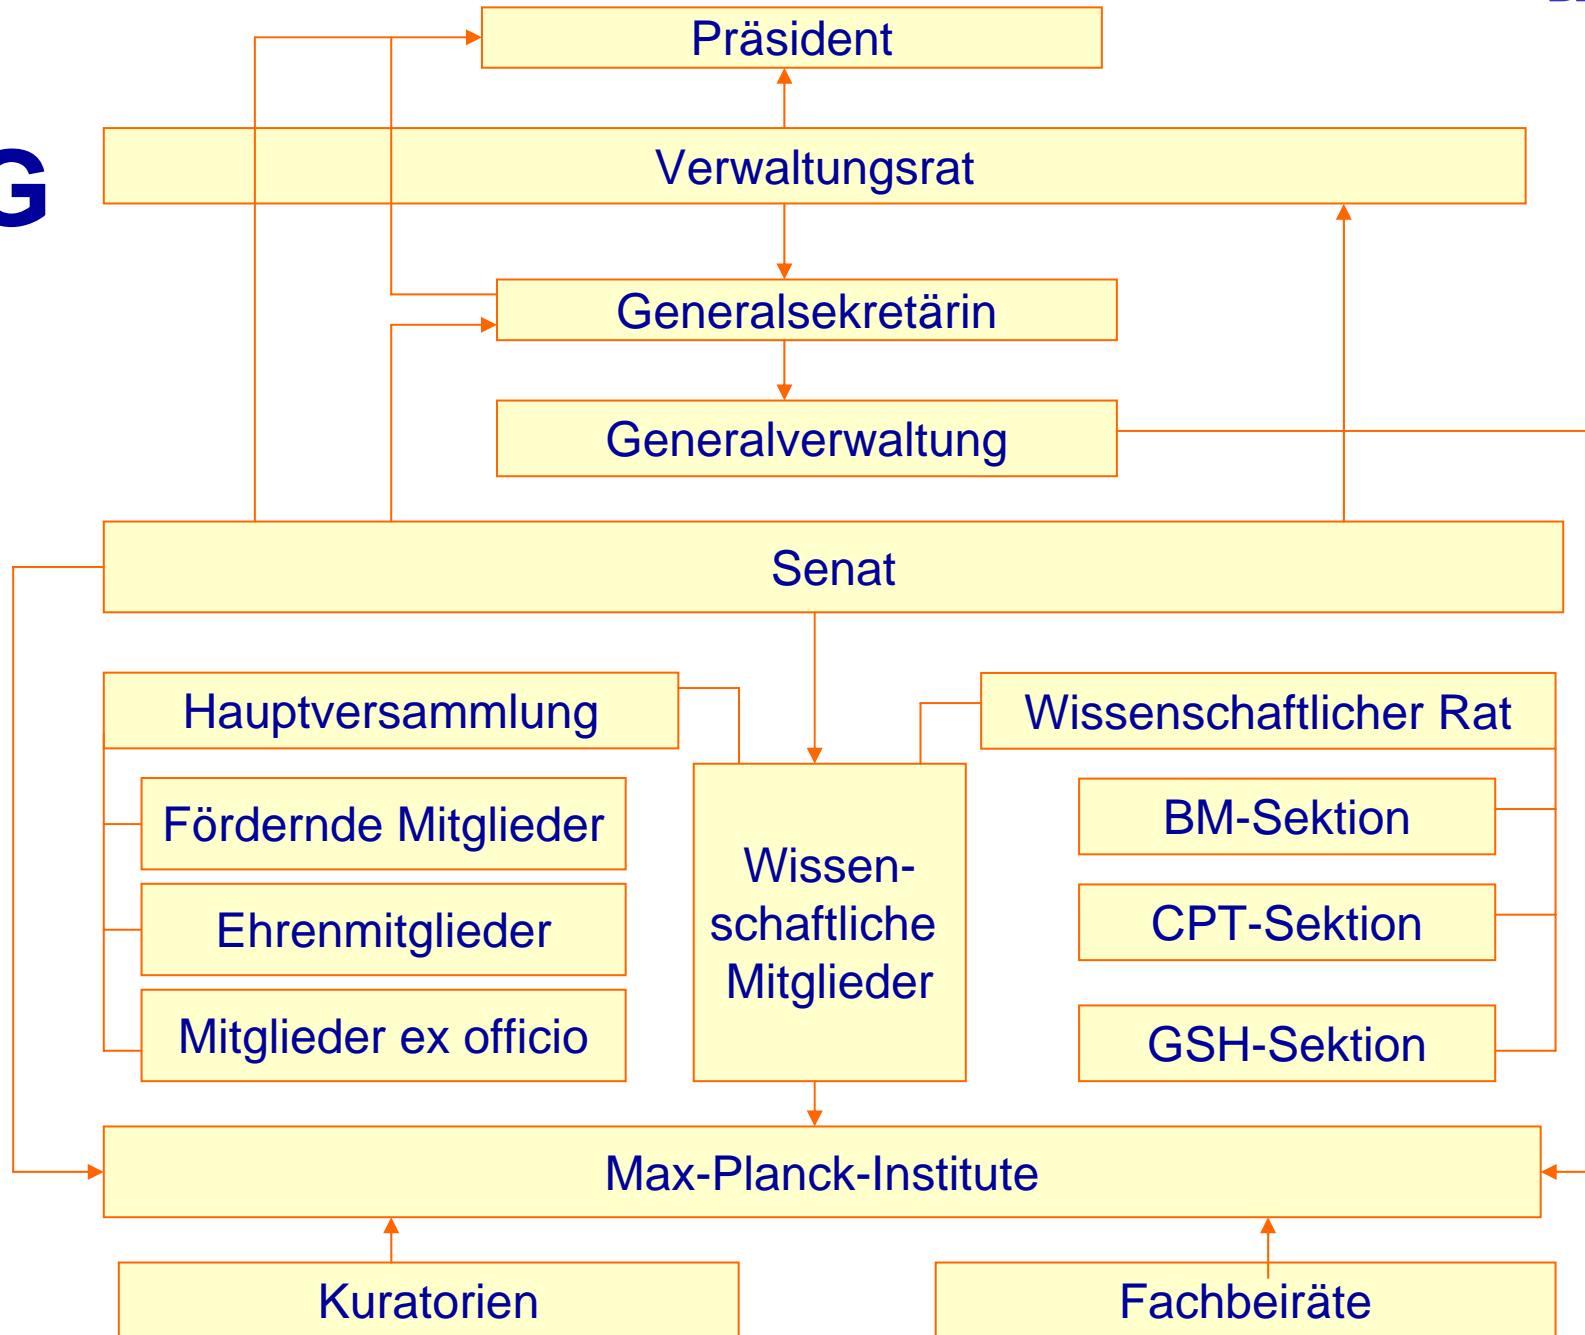 Präsident
G
Verwaltungsrat
Generalsekretärin
Generalverwaltung
Senat
Hauptversammlung
Wissenschaftlicher Rat
Fördernde Mitglieder
Ehrenmitglieder
Mitglieder ex officio
Wissen-
schaftliche
Mitglieder
BM-Sektion
CPT-Sektion
GSH-Sektion
Max-Planck-Institute
Kuratorien
Fachbeiräte